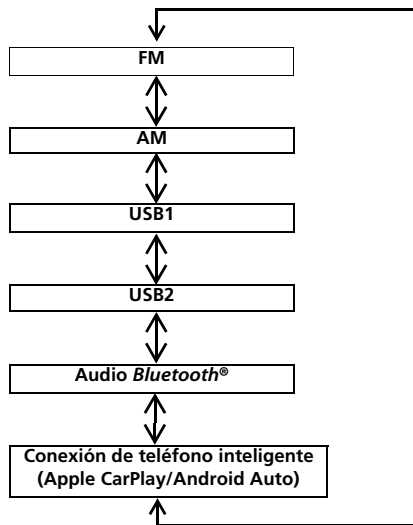 FM
AM
USB1
USB2
Audio Bluetooth®
Conexión de teléfono inteligente
(Apple CarPlay/Android Auto)